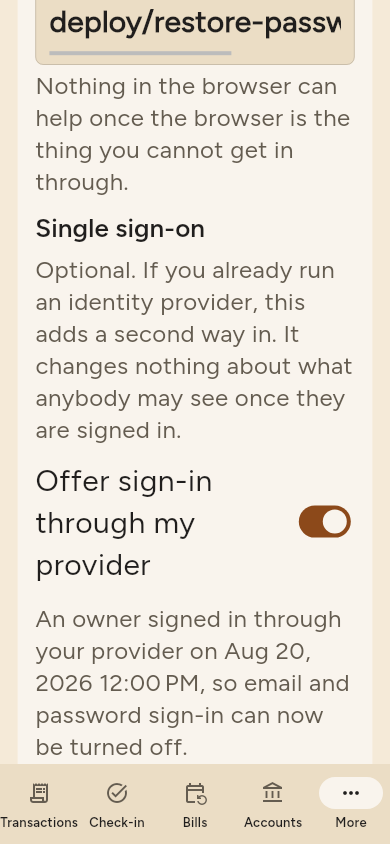 deploy/restore-passw
Nothing in the browser can
help once the browser is the
thing you cannot get in
through.
Single sign-on
Optional. If you already run
an identity provider, this
adds a second way in. It
changes nothing about what
anybody may see once they
are signed in.
Offer sign-in
through my
provider
An owner signed in through
your provider on Aug 20,
2026 12:00 PM, so email and
password sign-in can now
be turned off.
Transactions Check-in Bills Accounts More